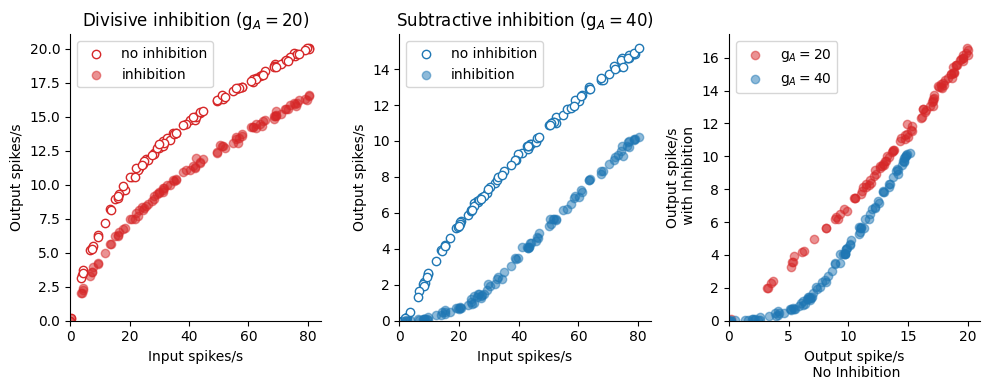 Divisive inhibition (g_A = 20)
Output spikes/s
20.0
17.5
15.0
12.5
10.0
7.5
5.0
2.5
0.0
no inhibition
inhibition
0 20 40 60 80
Input spikes/s
Subtractive inhibition (g_A = 40)
Output spikes/s
14
12
10
8
6
4
2
0
no inhibition
inhibition
0 20 40 60 80
Input spikes/s
Output spike/s
with Inhibition
16
14
12
10
8
6
4
2
0
g_A = 20
g_A = 40
0 5 10 15 20
Output spike/s
No Inhibition